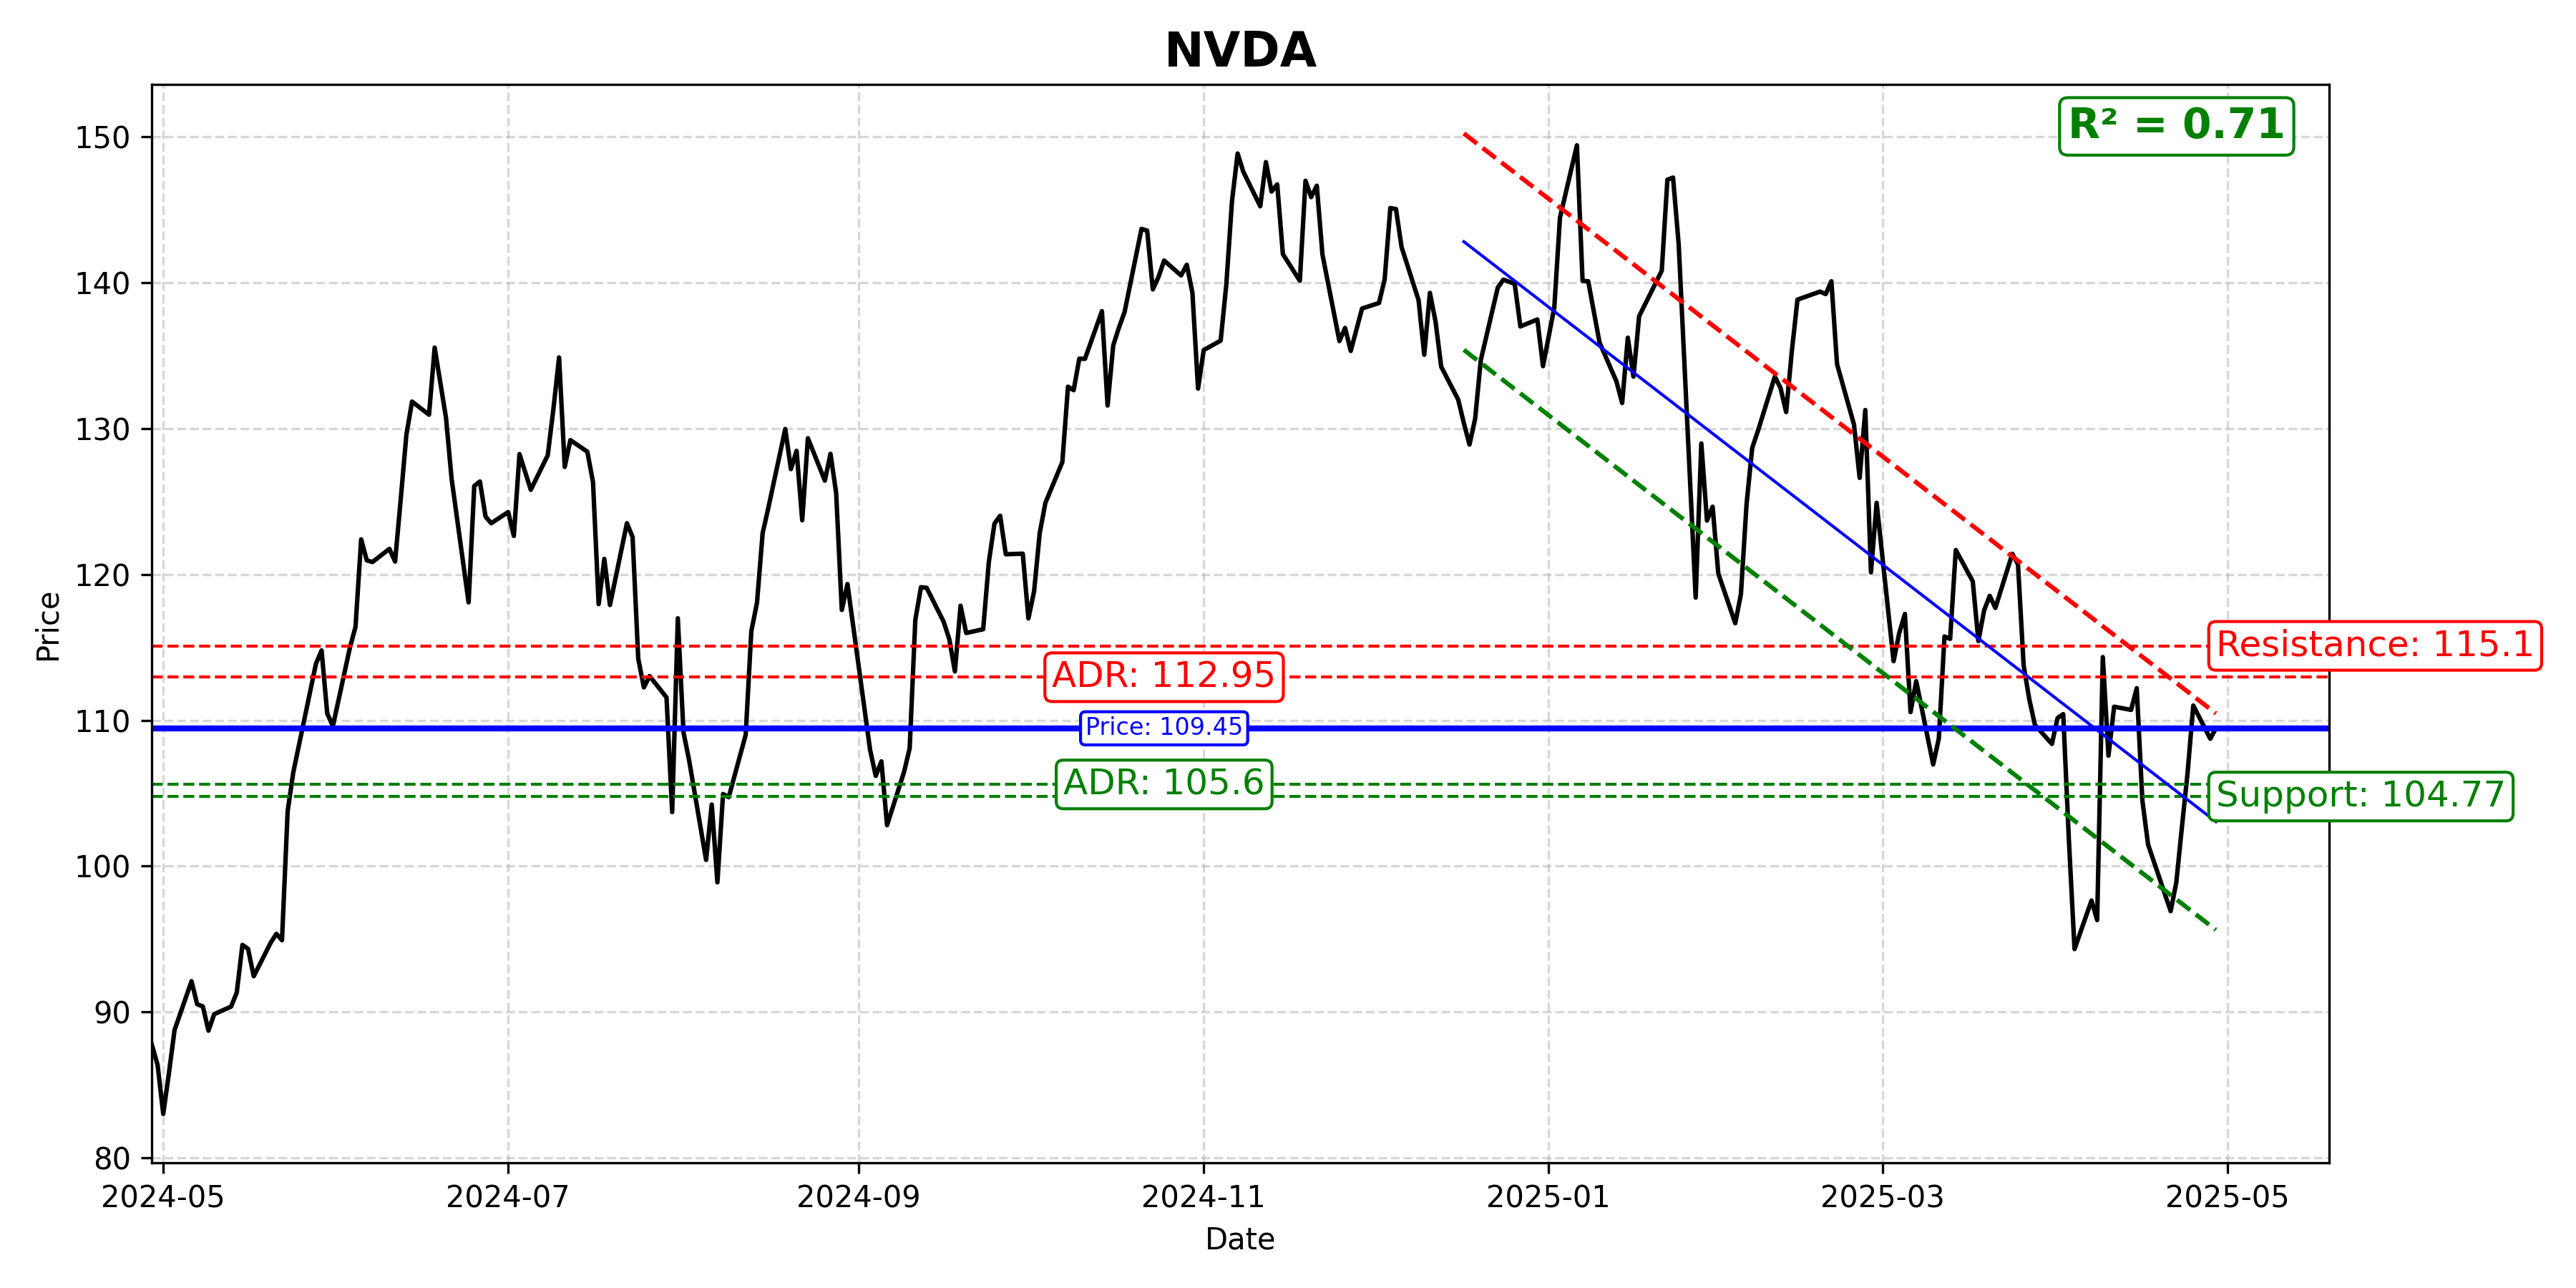 NVDA
R² = 0.71
150
140
130
120
110
100
90
80
Price
Resistance: 115.1
ADR: 112.95
Price: 109.45
ADR: 105.6
Support: 104.77
2024-05
2024-07
2024-09
2024-11
2025-01
2025-03
2025-05
Date